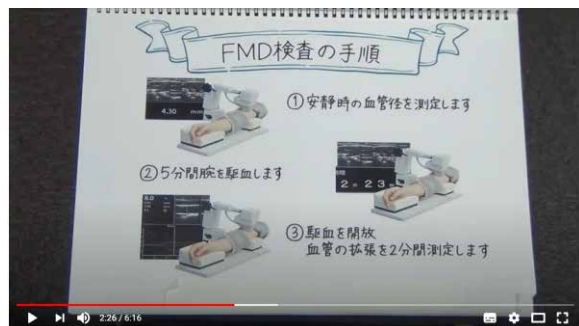 FMD検査の手順
4.30 mm
①安静時の血管径を測定します
②5分間腕を駆血します
2 = 23
③駆血を開放
血管の拡張を2分間測定します
2:26 / 6:16